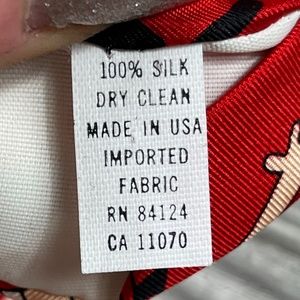 100% SILK
DRY CLEAN
MADE IN USA
IMPORTED
FABRIC
RN 84124
CA 11070